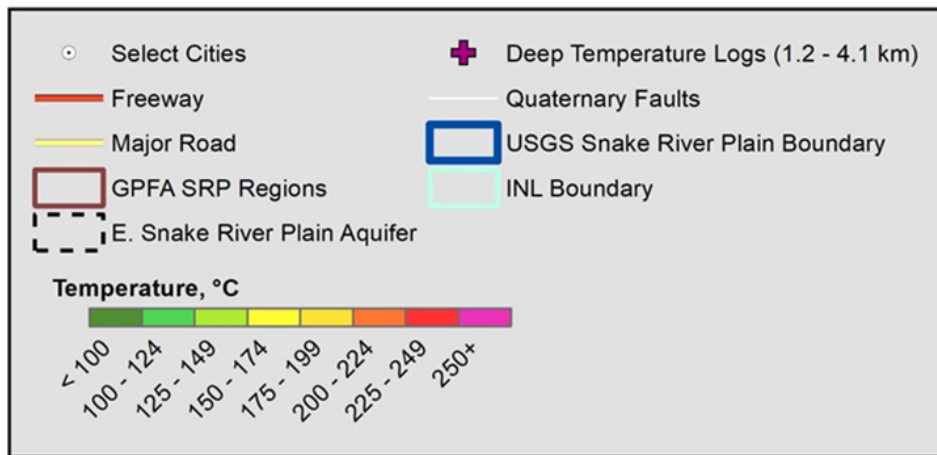 Select Cities
Deep Temperature Logs (1.2 - 4.1 km)
Freeway
Quaternary Faults
Major Road
USGS Snake River Plain Boundary
GPFA SRP Regions
INL Boundary
E. Snake River Plain Aquifer
Temperature, °C
< 100
100 - 124
125 - 149
150 - 174
175 - 199
200 - 224
225 - 249
250+